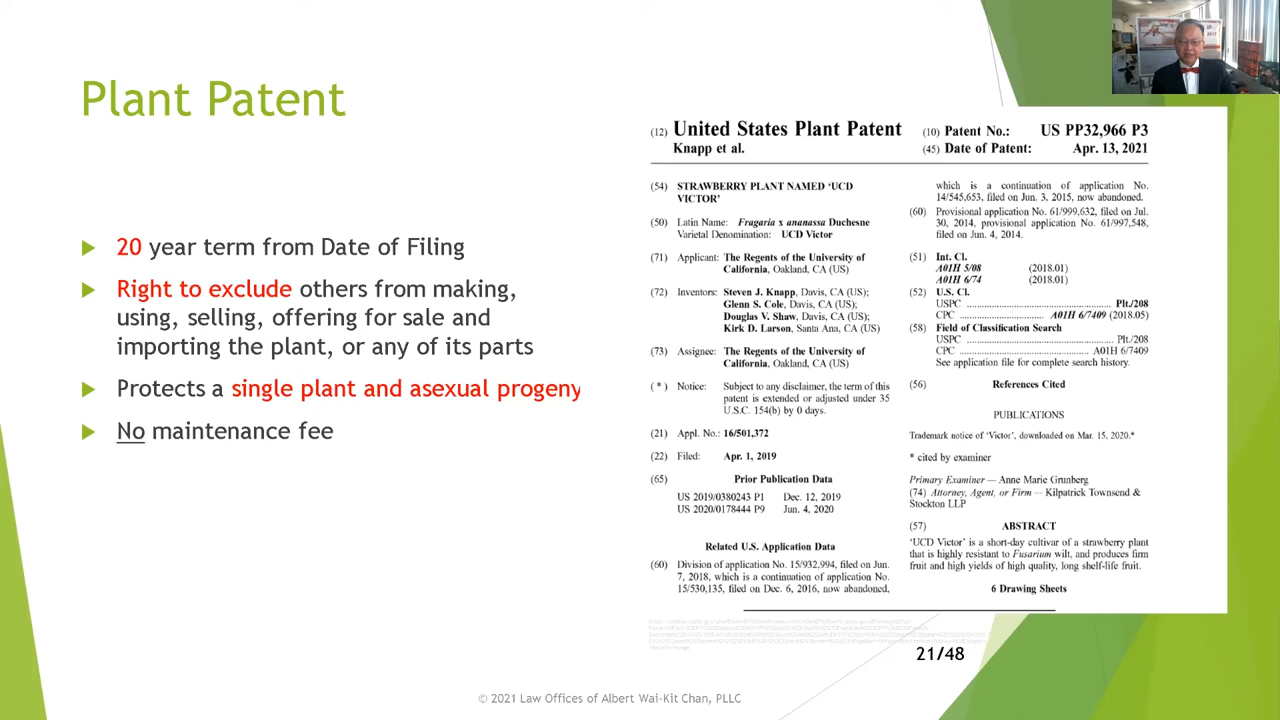 Plant Patent
20 year term from Date of Filing
Right to exclude others from making,
using, selling, offering for sale and
importing the plant, or any of its parts
Protects a single plant and asexual progeny
No maintenance fee
(12) United States Plant Patent
Knapp et al.
(10) Patent No.: US PP32,966 P3
(45) Date of Patent: Apr. 13, 2021
(54) STRAWBERRY PLANT NAMED ‘UCD
VICTOR’
(50) Latin Name: Fragaria x ananassa Duchesne
Varietal Denomination: UCD Victor
(71) Applicant: The Regents of the University of
California, Oakland, CA (US)
(72) Inventors: Steven J. Knapp, Davis, CA (US);
Glenn S. Cole, Davis, CA (US);
Douglas V. Shaw, Davis, CA (US);
Kirk D. Larson, Santa Ana, CA (US)
(73) Assignee: The Regents of the University of
California, Oakland, CA (US)
( * ) Notice: Subject to any disclaimer, the term of this
patent is extended or adjusted under 35
U.S.C. 154(b) by 0 days.
(21) Appl. No.: 16/501,372
(22) Filed: Apr. 1, 2019
(65) Prior Publication Data
US 2019/0380243 P1 Dec. 12, 2019
US 2020/0178444 P9 Jun. 4, 2020
Related U.S. Application Data
(60) Division of application No. 15/932,994, filed on Jun.
7, 2018, which is a continuation of application No.
15/530,135, filed on Dec. 6, 2016, now abandoned,
which is a continuation of application No.
14/545,653, filed on Jun. 3, 2015, now abandoned.
(60) Provisional application No. 61/999,632, filed on Jul.
30, 2014, provisional application No. 61/997,548,
filed on Jun. 4, 2014.
(51) Int. Cl.
A01H 5/08 (2018.01)
A01H 6/74 (2018.01)
(52) U.S. Cl.
USPC ........................................ Plt./208
CPC ........................ A01H 6/7409 (2018.05)
(58) Field of Classification Search
USPC ........................................ Plt./208
CPC .................................. A01H 6/7409
See application file for complete search history.
(56) References Cited
PUBLICATIONS
Trademark notice of ‘Victor’, downloaded on Mar. 15, 2020.*
* cited by examiner
Primary Examiner — Anne Marie Grunberg
(74) Attorney, Agent, or Firm — Kilpatrick Townsend &
Stockton LLP
(57) ABSTRACT
‘UCD Victor’ is a short-day cultivar of a strawberry plant
that is highly resistant to Fusarium wilt, and produces firm
fruit and high yields of high quality, long shelf-life fruit.
6 Drawing Sheets
21/48
© 2021 Law Offices of Albert Wai-Kit Chan, PLLC